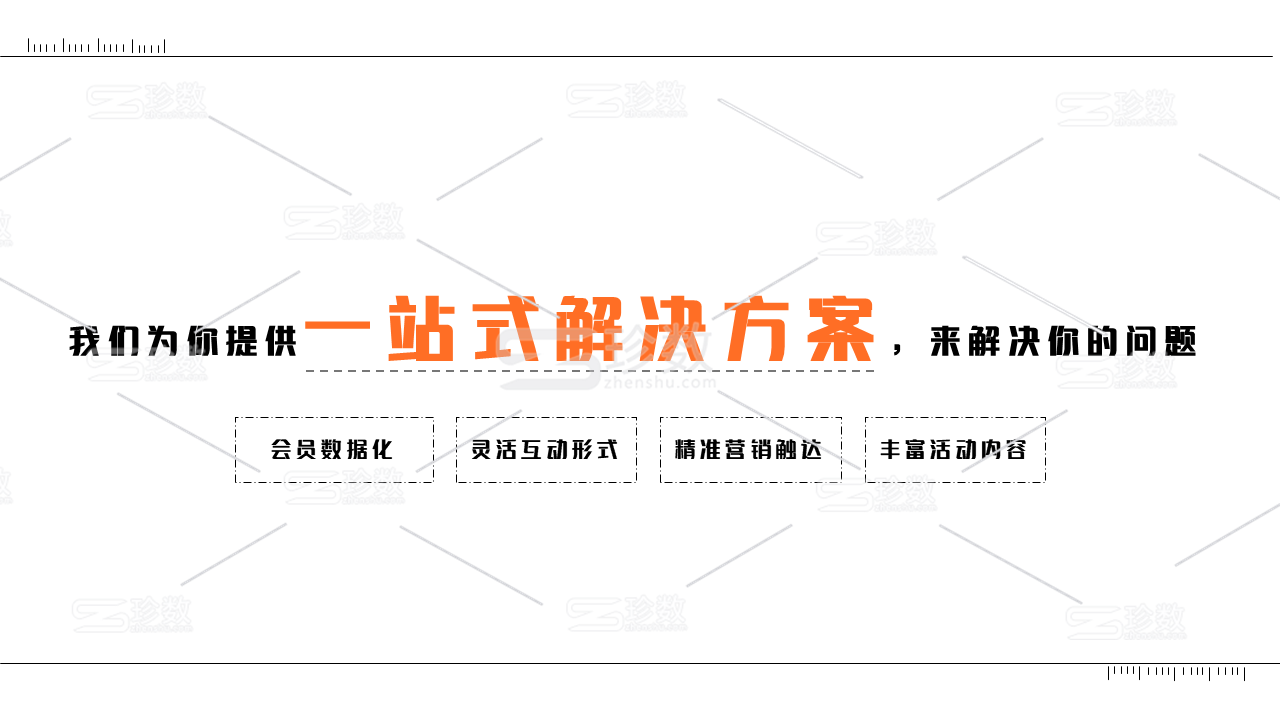 我们为你提供一站式解决方案，来解决你的问题
会员数据化 灵活互动形式 精准营销触达 丰富活动内容
珍数
zhenshu.com